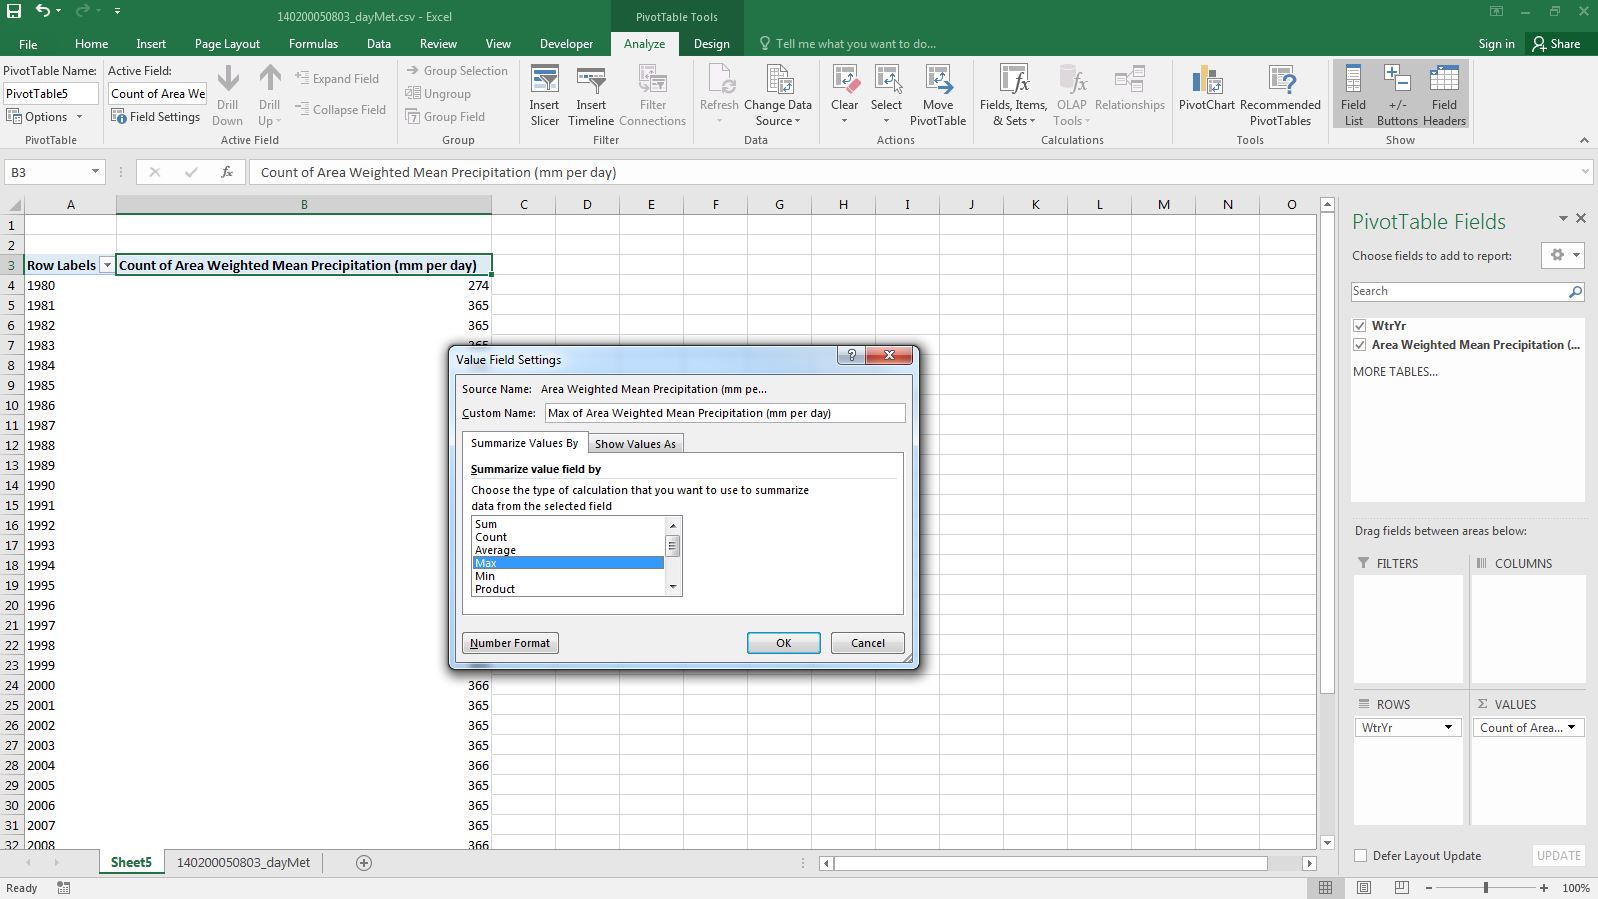 140200050803_dayMet.csv - Excel
PivotTable Tools
File Home Insert Page Layout Formulas Data Review View Developer Analyze Design Tell me what you want to do... Sign in Share
PivotTable Name:
PivotTable5
Options
PivotTable
Active Field:
Count of Area We
Field Settings
Drill Down
Drill Up
Expand Field
Collapse Field
Active Field
Group Selection
Ungroup
Group Field
Group
Insert Slicer
Insert Timeline
Filter Connections
Filter
Refresh
Change Data Source
Data
Clear
Select
Move PivotTable
Actions
Fields, Items, & Sets
OLAP Tools
Relationships
Calculations
PivotChart
Recommended PivotTables
Tools
Field List
+/- Buttons
Field Headers
Show
B3 fx Count of Area Weighted Mean Precipitation (mm per day)
A B C D E F G H I J K L M N O
1
2
3 Row Labels Count of Area Weighted Mean Precipitation (mm per day)
4 1980 274
5 1981 365
6 1982 365
7 1983
8 1984
9 1985
10 1986
11 1987
12 1988
13 1989
14 1990
15 1991
16 1992
17 1993
18 1994
19 1995
20 1996
21 1997
22 1998
23 1999
24 2000 366
25 2001 365
26 2002 365
27 2003 365
28 2004 366
29 2005 365
30 2006 365
31 2007 365
32 2008 366
Value Field Settings
?
Source Name: Area Weighted Mean Precipitation (mm pe...
Custom Name: Max of Area Weighted Mean Precipitation (mm per day)
Summarize Values By Show Values As
Summarize value field by
Choose the type of calculation that you want to use to summarize
data from the selected field
Sum
Count
Average
Max
Min
Product
Number Format OK Cancel
PivotTable Fields
Choose fields to add to report:
Search
WtrYr
Area Weighted Mean Precipitation (...
MORE TABLES...
Drag fields between areas below:
FILTERS COLUMNS
ROWS Σ VALUES
WtrYr Count of Area...
Defer Layout Update UPDATE
Sheet5 140200050803_dayMet
Ready 100%